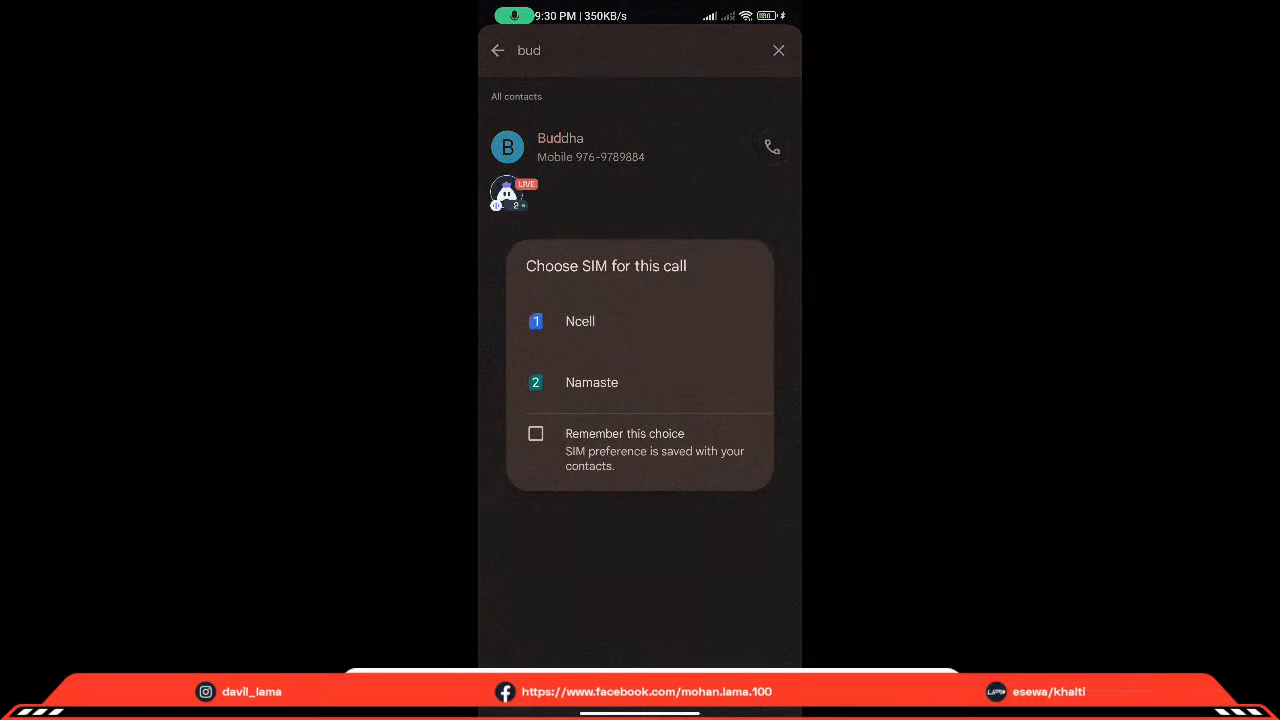 9:30 PM | 350KB/s
bud
All contacts
B
Buddha
Mobile 976-9789884
LIVE
2
Choose SIM for this call
1 Ncell
2 Namaste
Remember this choice
SIM preference is saved with your
contacts.
davil_lama
https://www.facebook.com/mohan.lama.100
esewa/khalti